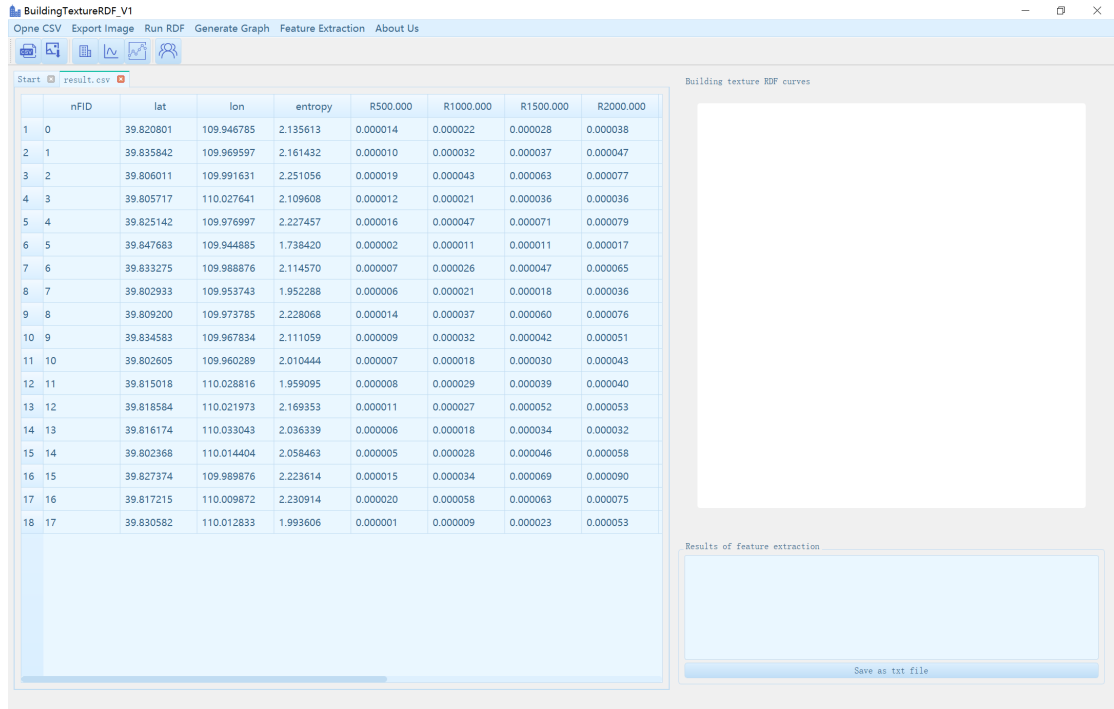 BuildingTextureRDF_V1
Opne CSV Export Image Run RDF Generate Graph Feature Extraction About Us
CSV
Start result.csv
Building texture RDF curves
nFID lat lon entropy R500.000 R1000.000 R1500.000 R2000.000
1 0 39.820801 109.946785 2.135613 0.000014 0.000022 0.000028 0.000038
2 1 39.835842 109.969597 2.161432 0.000010 0.000032 0.000037 0.000047
3 2 39.806011 109.991631 2.251056 0.000019 0.000043 0.000063 0.000077
4 3 39.805717 110.027641 2.109608 0.000012 0.000021 0.000036 0.000036
5 4 39.825142 109.976997 2.227457 0.000016 0.000047 0.000071 0.000079
6 5 39.847683 109.944885 1.738420 0.000002 0.000011 0.000011 0.000017
7 6 39.833275 109.988876 2.114570 0.000007 0.000026 0.000047 0.000065
8 7 39.802933 109.953743 1.952288 0.000006 0.000021 0.000018 0.000036
9 8 39.809200 109.973785 2.228068 0.000014 0.000037 0.000060 0.000076
10 9 39.834583 109.967834 2.111059 0.000009 0.000032 0.000042 0.000051
11 10 39.802605 109.960289 2.010444 0.000007 0.000018 0.000030 0.000043
12 11 39.815018 110.028816 1.959095 0.000008 0.000029 0.000039 0.000040
13 12 39.818584 110.021973 2.169353 0.000011 0.000027 0.000052 0.000053
14 13 39.816174 110.033043 2.036339 0.000006 0.000018 0.000034 0.000032
15 14 39.802368 110.014404 2.058463 0.000005 0.000028 0.000046 0.000058
16 15 39.827374 109.989876 2.223614 0.000015 0.000034 0.000069 0.000090
17 16 39.817215 110.009872 2.230914 0.000020 0.000058 0.000063 0.000075
18 17 39.830582 110.012833 1.993606 0.000001 0.000009 0.000023 0.000053
Results of feature extraction
Save as txt file